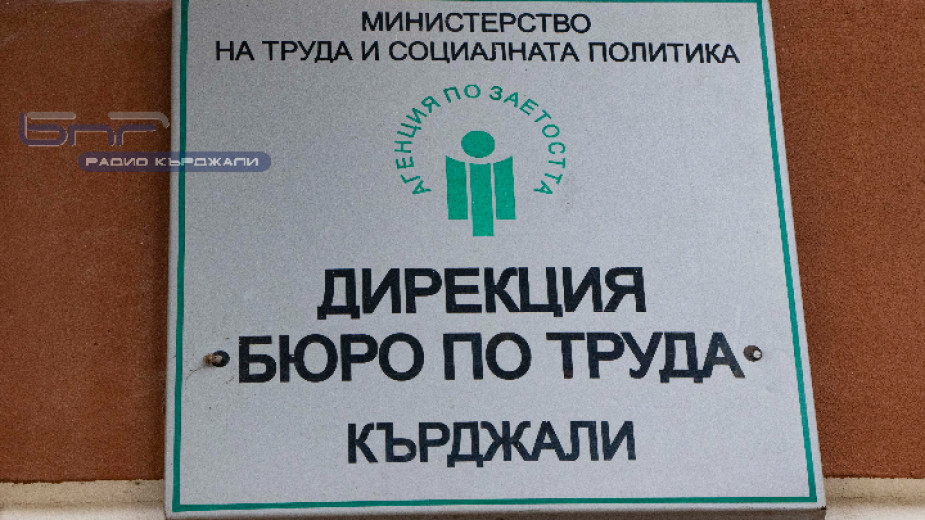 МИНИСТЕРСТВО
НА ТРУДА И СОЦИАЛНАТА ПОЛИТИКА
АГЕНЦИЯ ПО ЗАЕТОСТТА
БНР
РАДИО КЪРДЖАЛИ
ДИРЕКЦИЯ
БЮРО ПО ТРУДА
КЪРДЖАЛИ